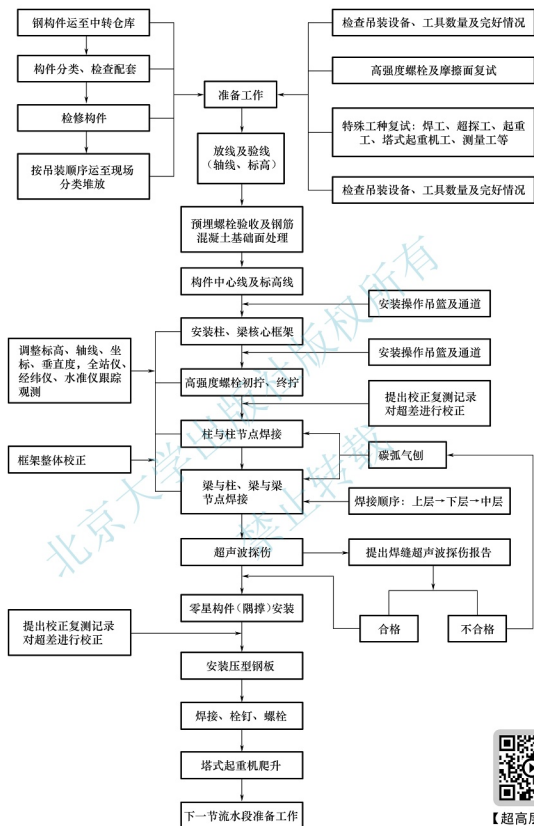 钢构件运至中转仓库
构件分类、检查配套
检修构件
按吊装顺序运至现场
分类堆放
准备工作
检查吊装设备、工具数量及完好情况
高强度螺栓及摩擦面复试
特殊工种复试：焊工、超探工、起重
工、塔式起重机工、测量工等
检查吊装设备、工具数量及完好情况
放线及验线
（轴线、标高）
预埋螺栓验收及钢筋
混凝土基础面处理
构件中心线及标高线
安装操作吊篮及通道
安装柱、梁核心框架
安装操作吊篮及通道
调整标高、轴线、坐
标、垂直度，全站仪、
经纬仪、水准仪跟踪
观测
高强度螺栓初拧、终拧
提出校正复测记录
对超差进行校正
柱与柱节点焊接
框架整体校正
碳弧气刨
梁与柱、梁与梁
节点焊接
焊接顺序：上层→下层→中层
超声波探伤
提出焊缝超声波探伤报告
零星构件（隅撑）安装
合格
不合格
提出校正复测记录
对超差进行校正
安装压型钢板
焊接、栓钉、螺栓
塔式起重机爬升
下一节流水段准备工作
【超高层
北京大学出版社版权所有
禁止转载